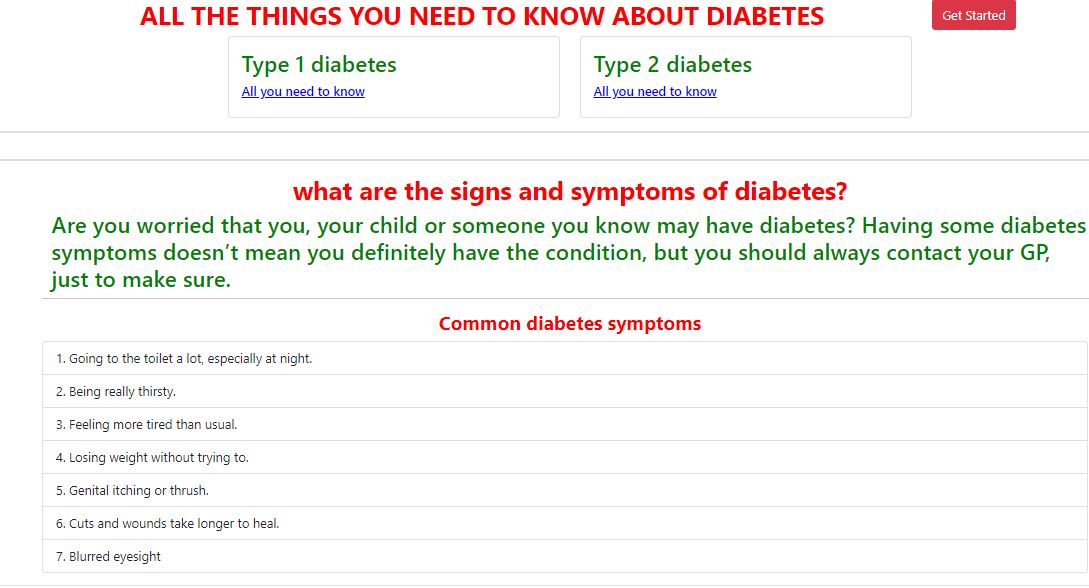 ALL THE THINGS YOU NEED TO KNOW ABOUT DIABETES
Get Started
Type 1 diabetes
All you need to know
Type 2 diabetes
All you need to know
what are the signs and symptoms of diabetes?
Are you worried that you, your child or someone you know may have diabetes? Having some diabetes
symptoms doesn’t mean you definitely have the condition, but you should always contact your GP,
just to make sure.
Common diabetes symptoms
1. Going to the toilet a lot, especially at night.
2. Being really thirsty.
3. Feeling more tired than usual.
4. Losing weight without trying to.
5. Genital itching or thrush.
6. Cuts and wounds take longer to heal.
7. Blurred eyesight